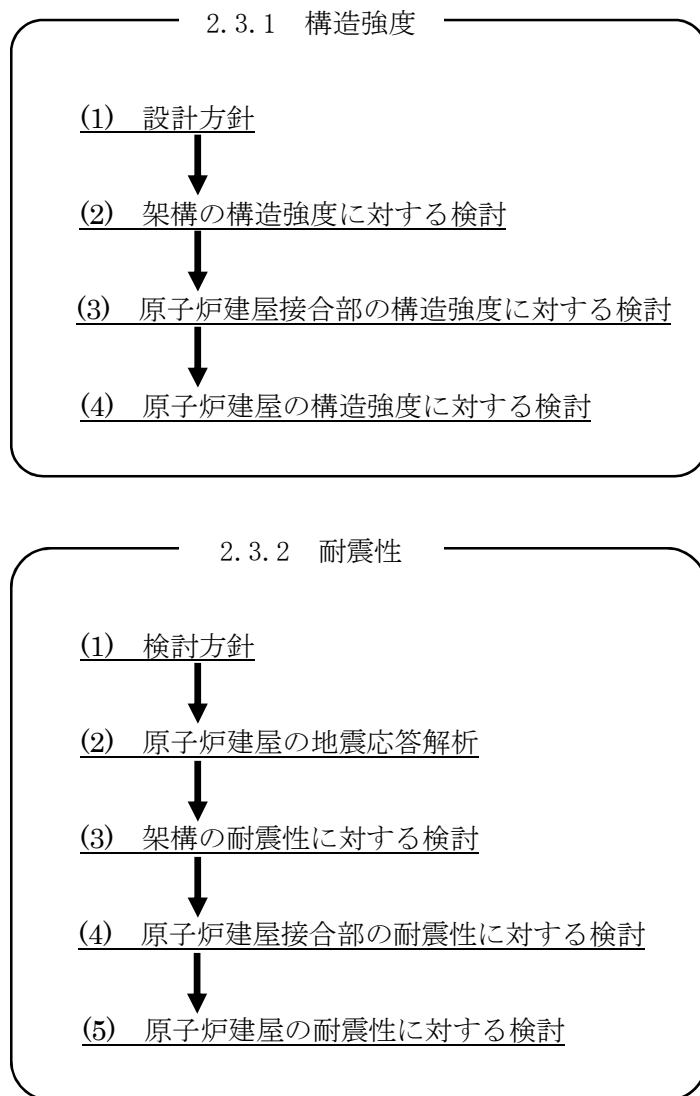 2.3.1　構造強度
(1)　設計方針
(2)　架構の構造強度に対する検討
(3)　原子炉建屋接合部の構造強度に対する検討
(4)　原子炉建屋の構造強度に対する検討
2.3.2　耐震性
(1)　検討方針
(2)　原子炉建屋の地震応答解析
(3)　架構の耐震性に対する検討
(4)　原子炉建屋接合部の耐震性に対する検討
(5)　原子炉建屋の耐震性に対する検討